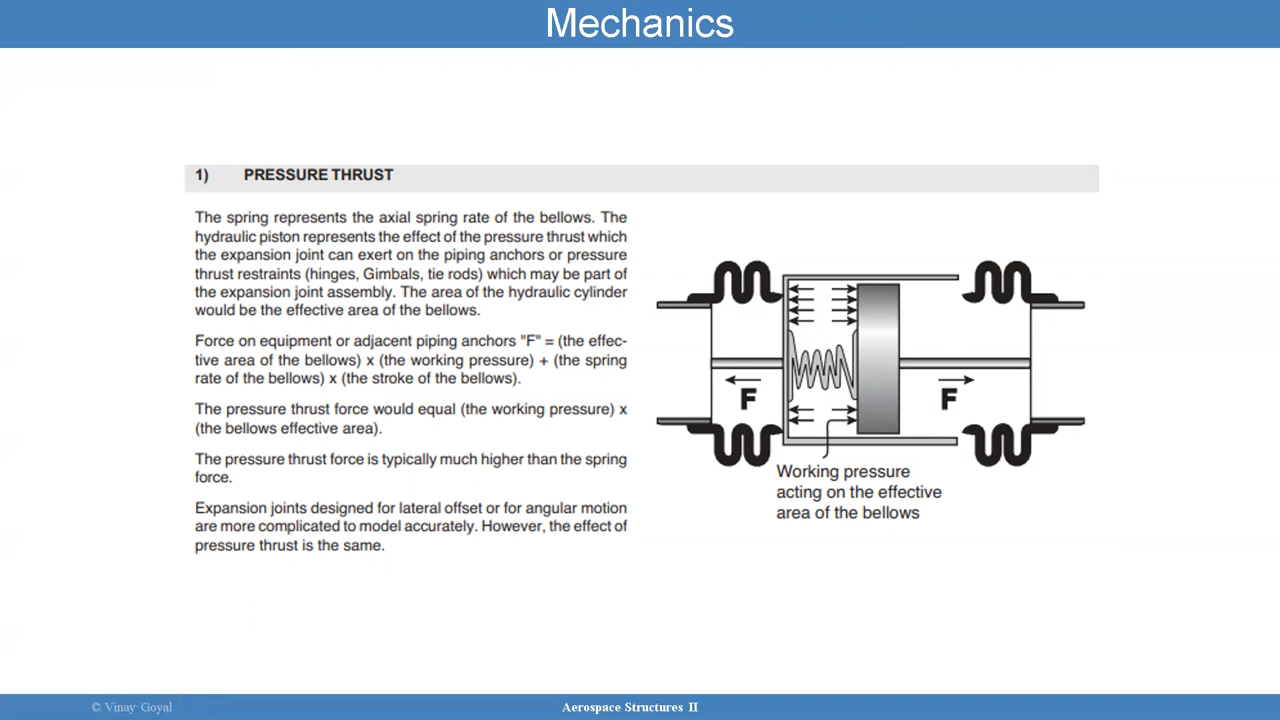 Mechanics
1) PRESSURE THRUST
The spring represents the axial spring rate of the bellows. The
hydraulic piston represents the effect of the pressure thrust which
the expansion joint can exert on the piping anchors or pressure
thrust restraints (hinges, Gimbals, tie rods) which may be part of
the expansion joint assembly. The area of the hydraulic cylinder
would be the effective area of the bellows.
Force on equipment or adjacent piping anchors "F" = (the effec-
tive area of the bellows) x (the working pressure) + (the spring
rate of the bellows) x (the stroke of the bellows).
The pressure thrust force would equal (the working pressure) x
(the bellows effective area).
The pressure thrust force is typically much higher than the spring
force.
Expansion joints designed for lateral offset or for angular motion
are more complicated to model accurately. However, the effect of
pressure thrust is the same.
F
F
Working pressure
acting on the effective
area of the bellows
© Vinay Goyal
Aerospace Structures II